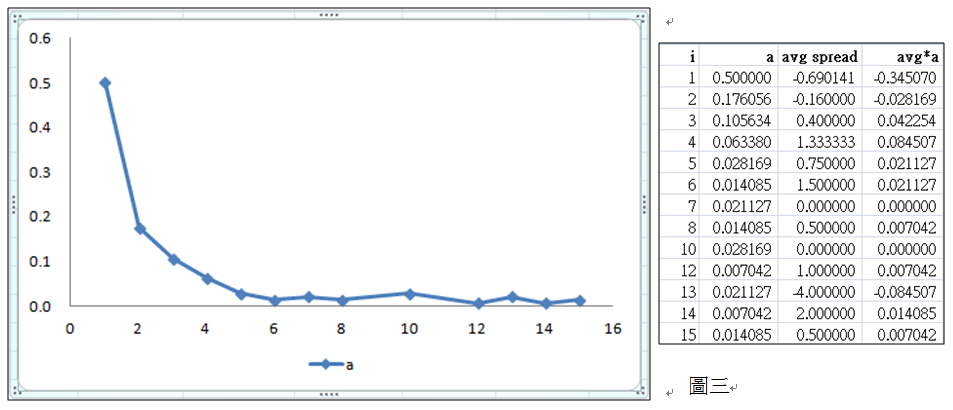 0.6
0.5
0.4
0.3
0.2
0.1
0.0
0 2 4 6 8 10 12 14 16
a
i a avg spread avg*a
1 0.500000 -0.690141 -0.345070
2 0.176056 -0.160000 -0.028169
3 0.105634 0.400000 0.042254
4 0.063380 1.333333 0.084507
5 0.028169 0.750000 0.021127
6 0.014085 1.500000 0.021127
7 0.021127 0.000000 0.000000
8 0.014085 0.500000 0.007042
10 0.028169 0.000000 0.000000
12 0.007042 1.000000 0.007042
13 0.021127 -4.000000 -0.084507
14 0.007042 2.000000 0.014085
15 0.014085 0.500000 0.007042
圖三